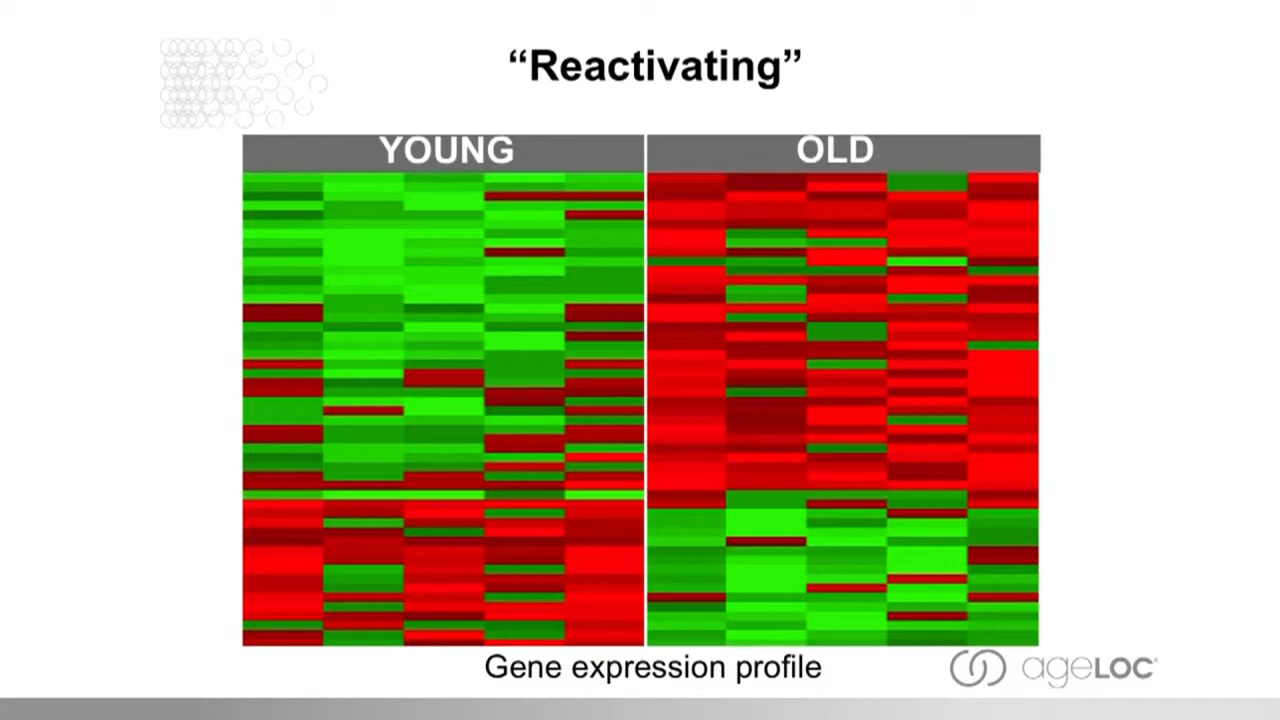 “Reactivating”
YOUNG
OLD
Gene expression profile
ageLOC